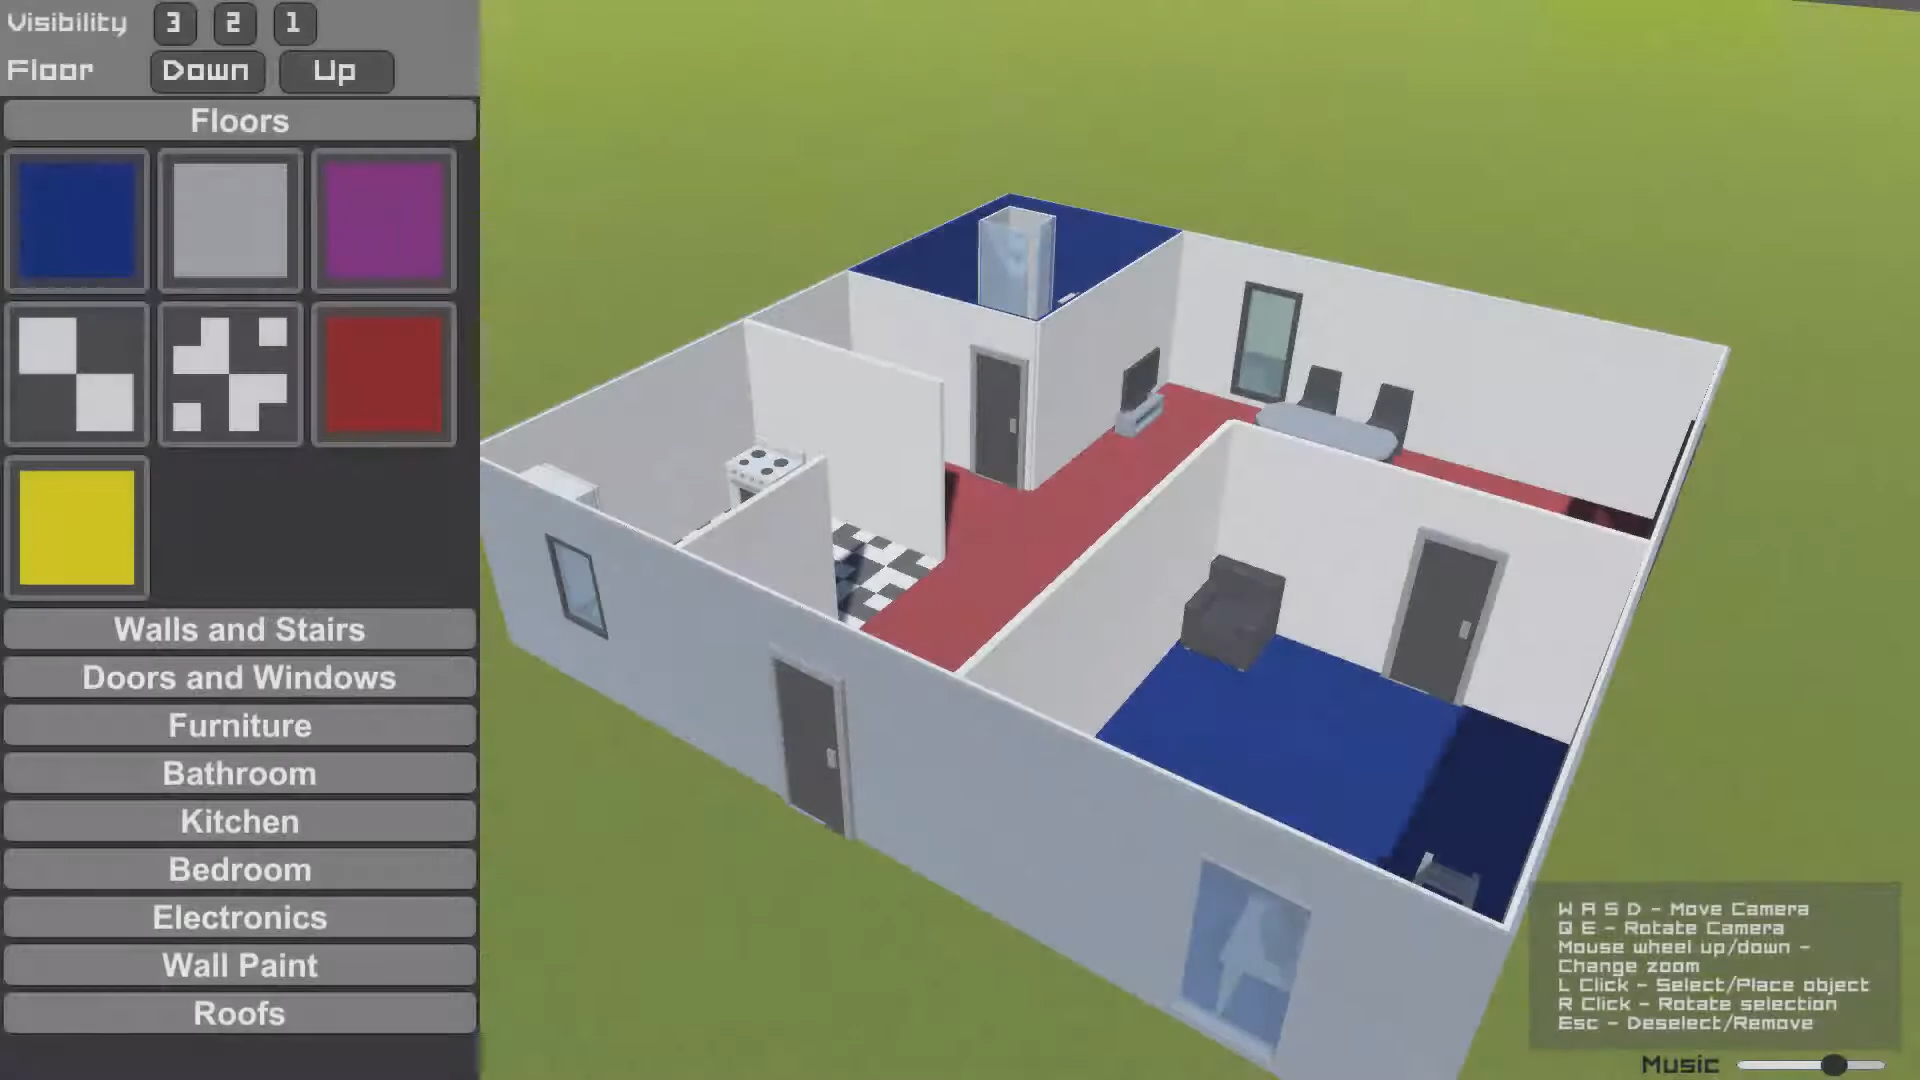 Visibility 3 2 1
Floor Down Up
Floors
Walls and Stairs
Doors and Windows
Furniture
Bathroom
Kitchen
Bedroom
Electronics
Wall Paint
Roofs
W A S D - Move Camera
Q E - Rotate Camera
Mouse wheel up/down -
Change zoom
L Click - Select/Place object
R Click - Rotate selection
Esc - Deselect/Remove
Music